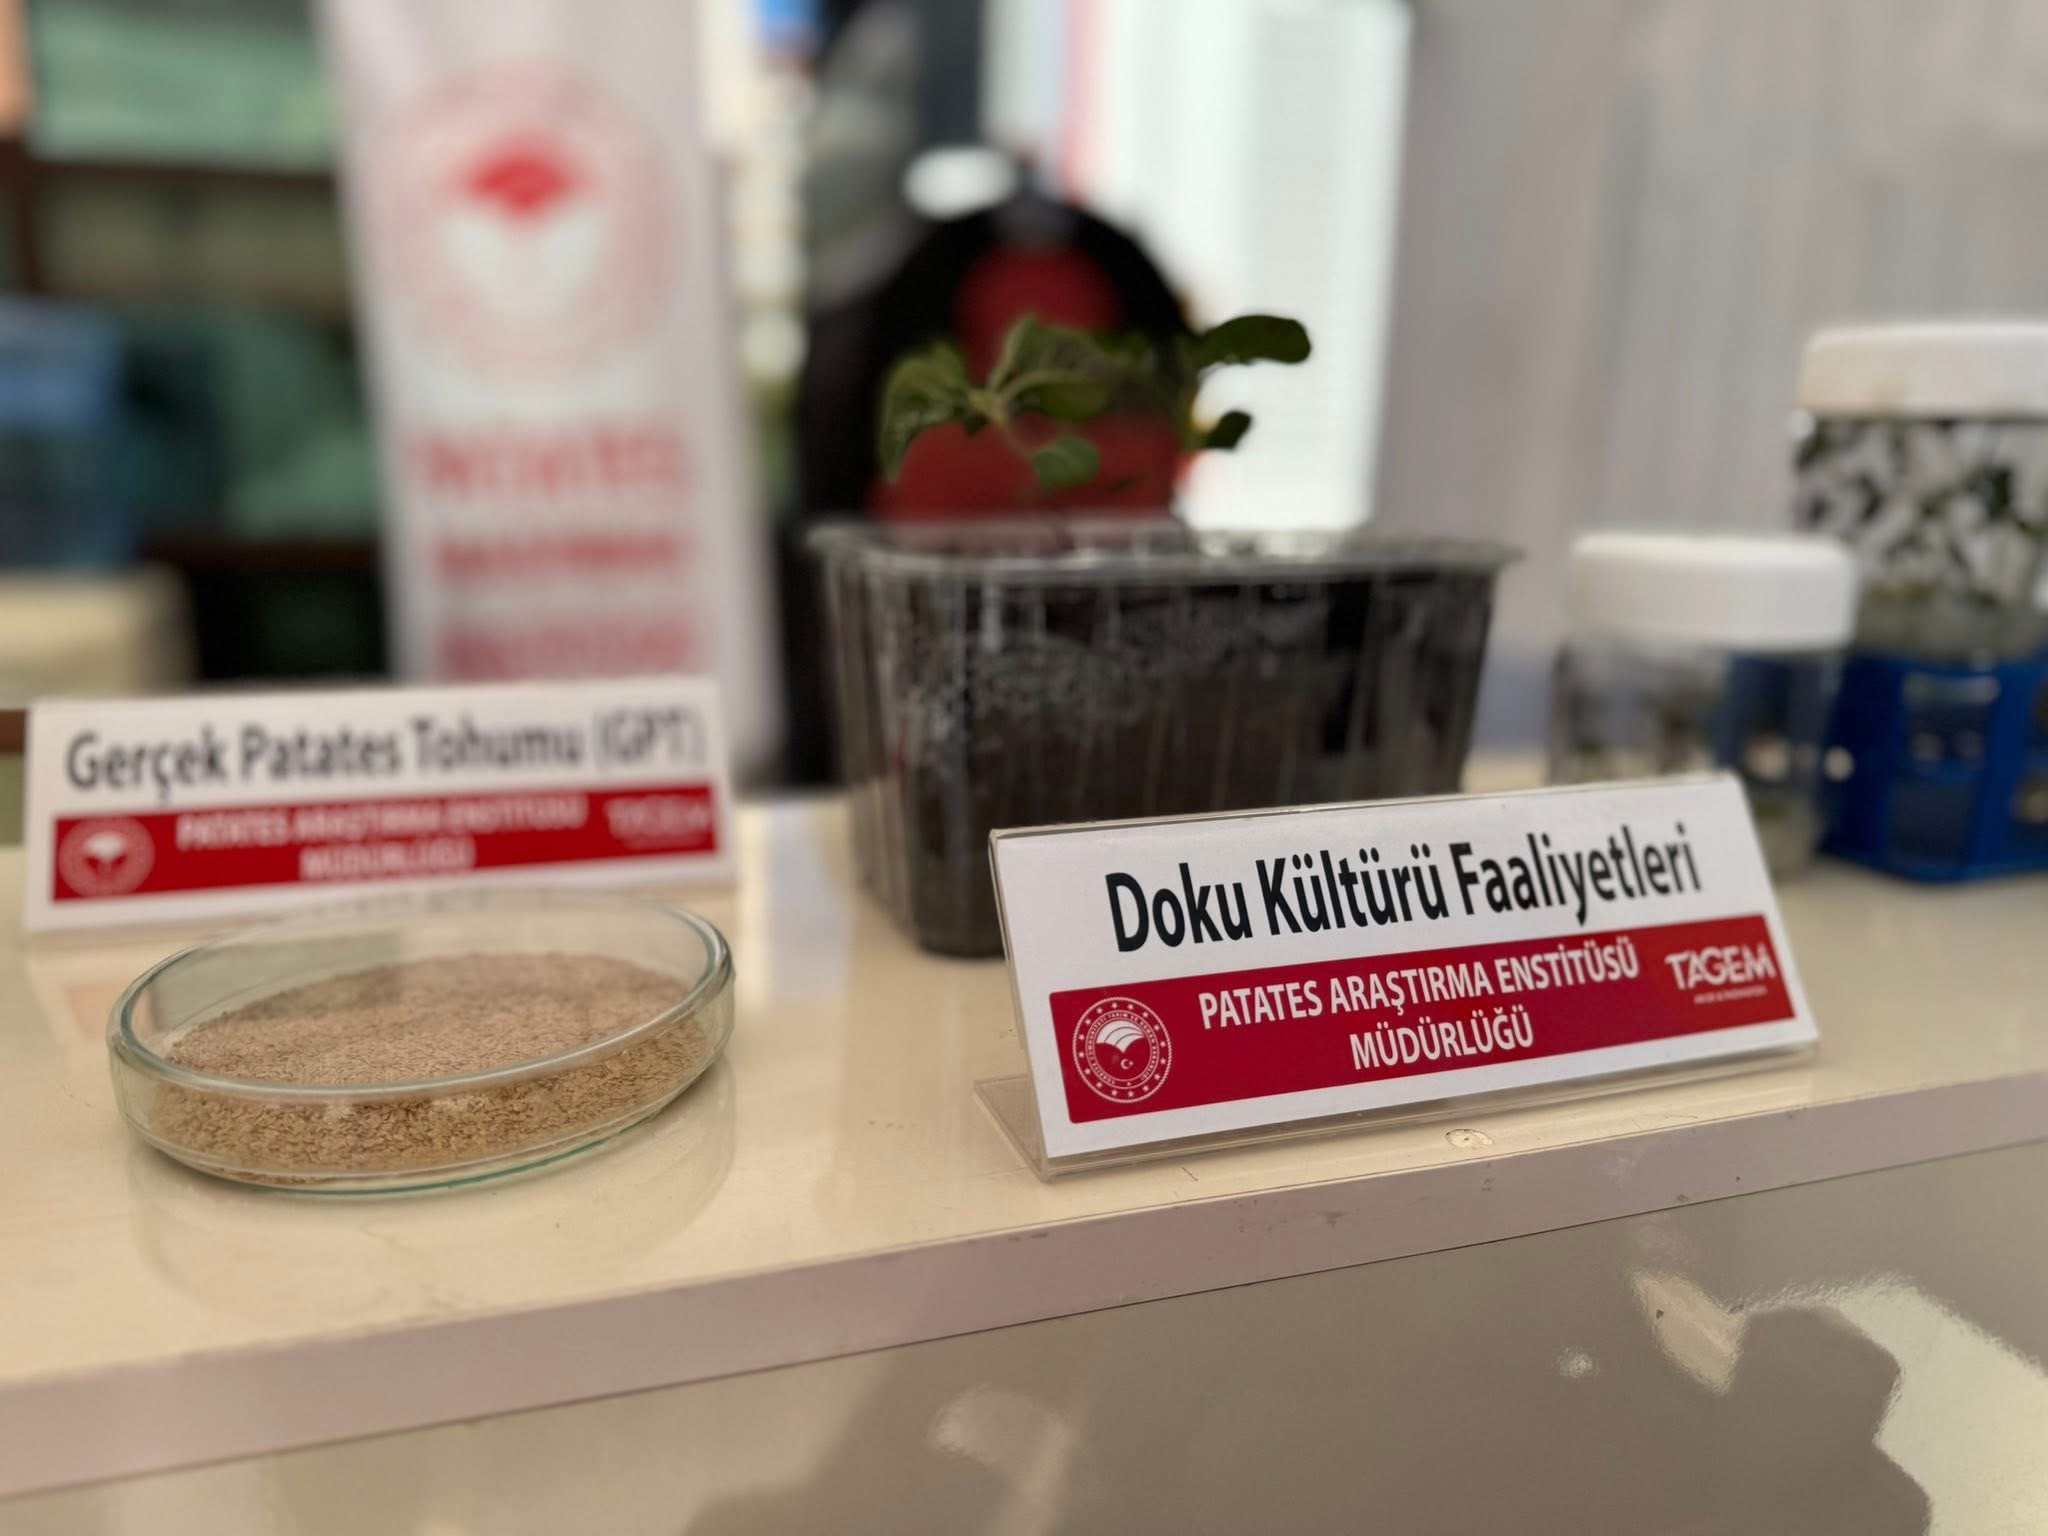 Gerçek Patates Tohumu (GPT)
PATATES ARAŞTIRMA ENSTİTÜSÜ
MÜDÜRLÜĞÜ
TAGEM
Doku Kültürü Faaliyetleri
PATATES ARAŞTIRMA ENSTİTÜSÜ
MÜDÜRLÜĞÜ
TAGEM